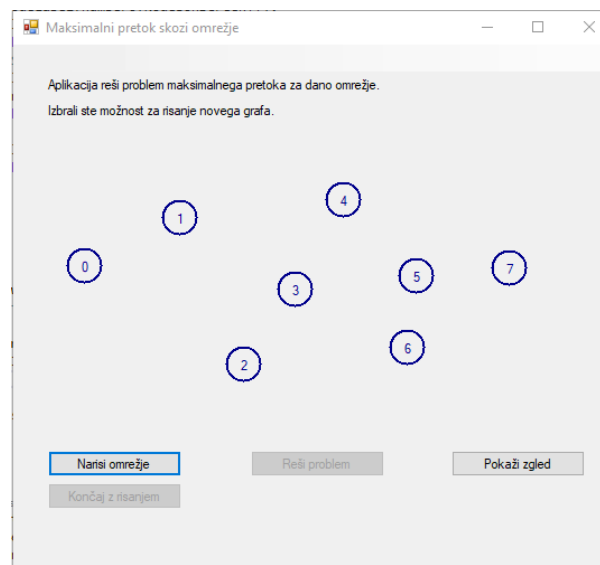 Maksimalni pretok skozi omrežje
Aplikacija reši problem maksimalnega pretoka za dano omrežje.
Izbrali ste možnost za risanje novega grafa.
4
1
0
7
5
3
6
2
Narisi omrežje
Reši problem
Pokaži zgled
Končaj z risanjem